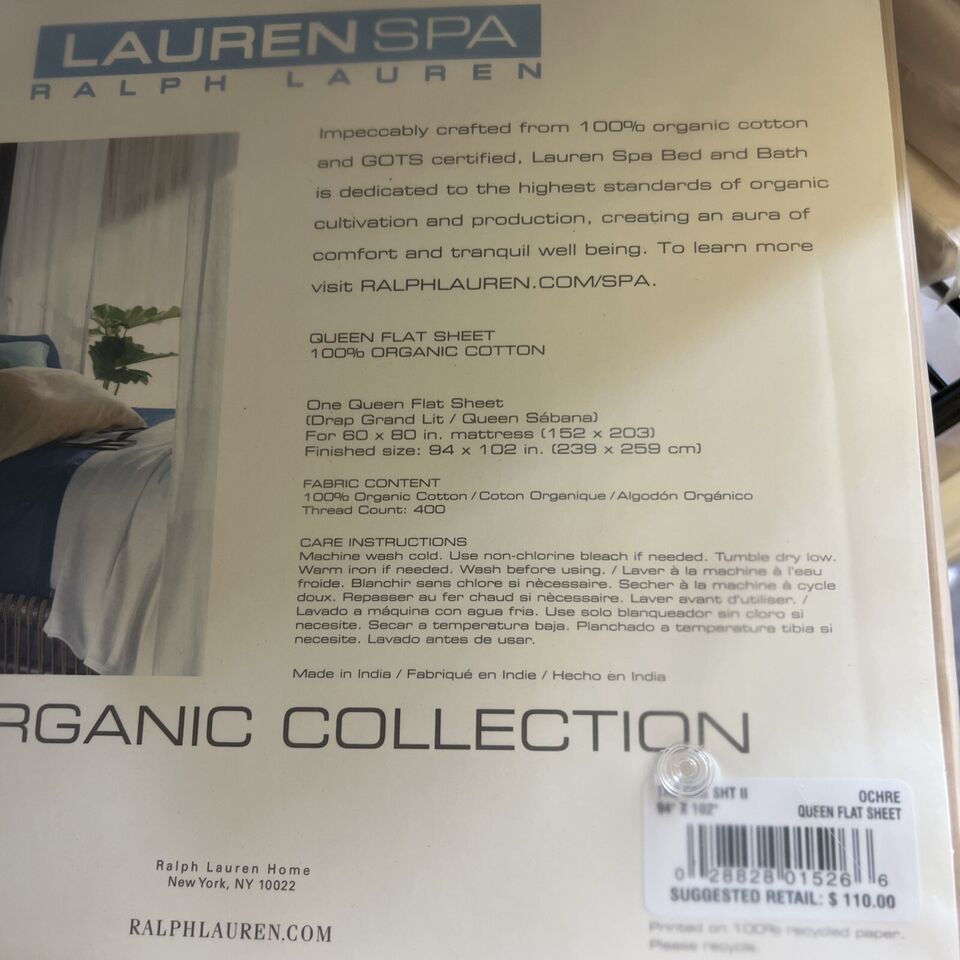 LAUREN SPA
RALPH LAUREN
Impeccably crafted from 100% organic cotton
and GOTS certified, Lauren Spa Bed and Bath
is dedicated to the highest standards of organic
cultivation and production, creating an aura of
comfort and tranquil well being. To learn more
visit RALPHLAUREN.COM/SPA.
QUEEN FLAT SHEET
100% ORGANIC COTTON
One Queen Flat Sheet
(Drap Grand Lit / Queen Sábana)
For 60 x 80 in. mattress (152 x 203)
Finished size: 94 x 102 in. (239 x 259 cm)
FABRIC CONTENT
100% Organic Cotton / Coton Organique / Algodón Orgánico
Thread Count: 400
CARE INSTRUCTIONS
Machine wash cold. Use non-chlorine bleach if needed. Tumble dry low.
Warm iron if needed. Wash before using. / Laver à la machine à l'eau
froide. Blanchir sans chlore si nècessaire. Secher à la machine à cycle
doux. Repasser au fer chaud si nècessaire. Laver avant d'utiliser. /
Lavado a máquina con agua fria. Use solo blanqueador sin cloro si
necesite. Secar a temperatura baja. Planchado a temperatura tibia si
necesite. Lavado antes de usar.
Made in India / Fabriqué en Indie / Hecho en India
RGANIC COLLECTION
SHT II OCHRE
94" X 102" QUEEN FLAT SHEET
0 28828 01526 6
SUGGESTED RETAIL: $ 110.00
Printed on 100% recycled paper.
Please recycle.
Ralph Lauren Home
New York, NY 10022
RALPHLAUREN.COM